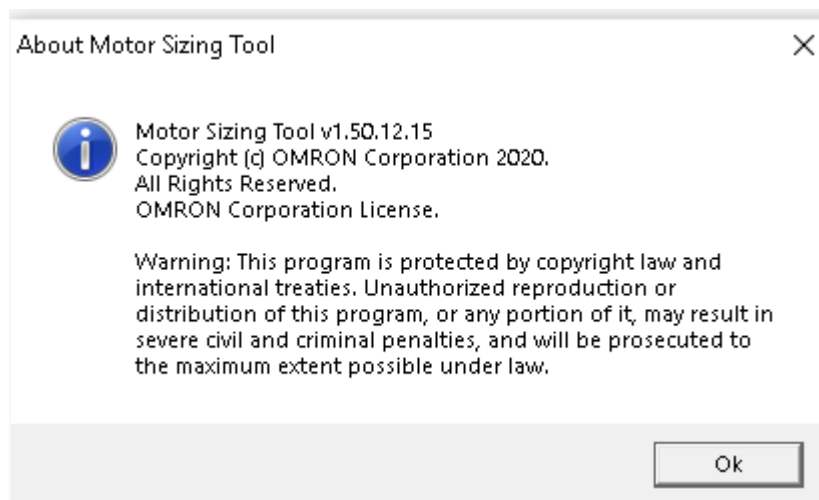 About Motor Sizing Tool
Motor Sizing Tool v1.50.12.15
Copyright (c) OMRON Corporation 2020.
All Rights Reserved.
OMRON Corporation License.
Warning: This program is protected by copyright law and
international treaties. Unauthorized reproduction or
distribution of this program, or any portion of it, may result in
severe civil and criminal penalties, and will be prosecuted to
the maximum extent possible under law.
Ok